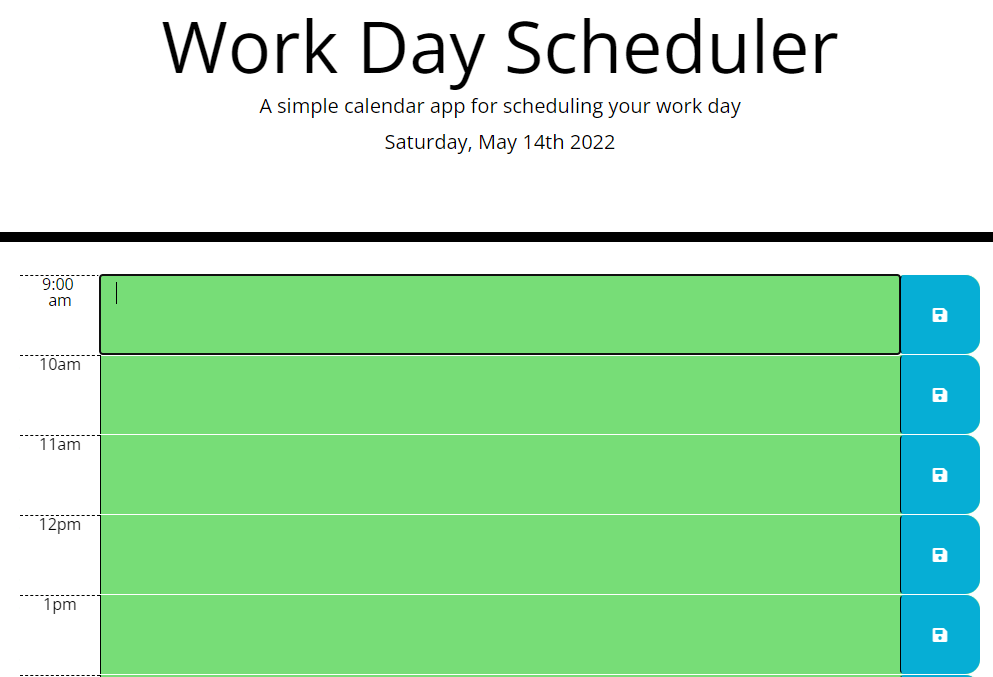 Work Day Scheduler
A simple calendar app for scheduling your work day
Saturday, May 14th 2022
9:00
am
10am
11am
12pm
1pm